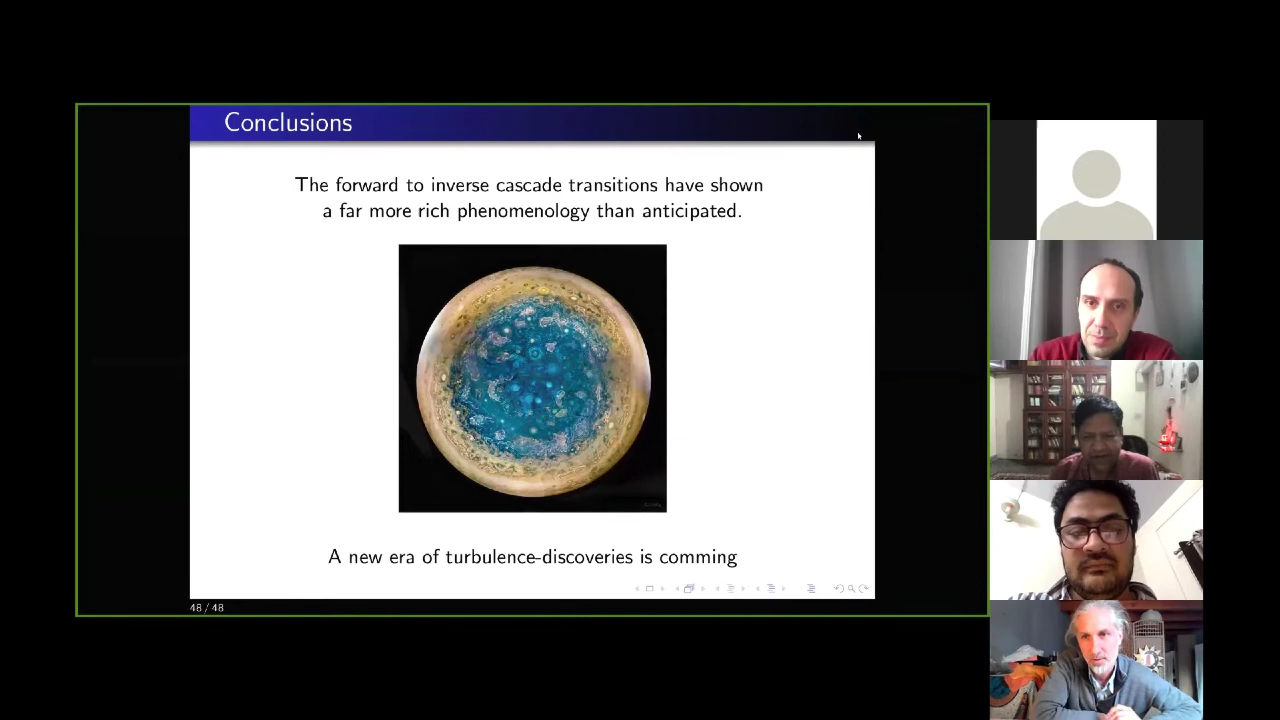 Conclusions
The forward to inverse cascade transitions have shown
a far more rich phenomenology than anticipated.
A new era of turbulence-discoveries is comming
48 / 48